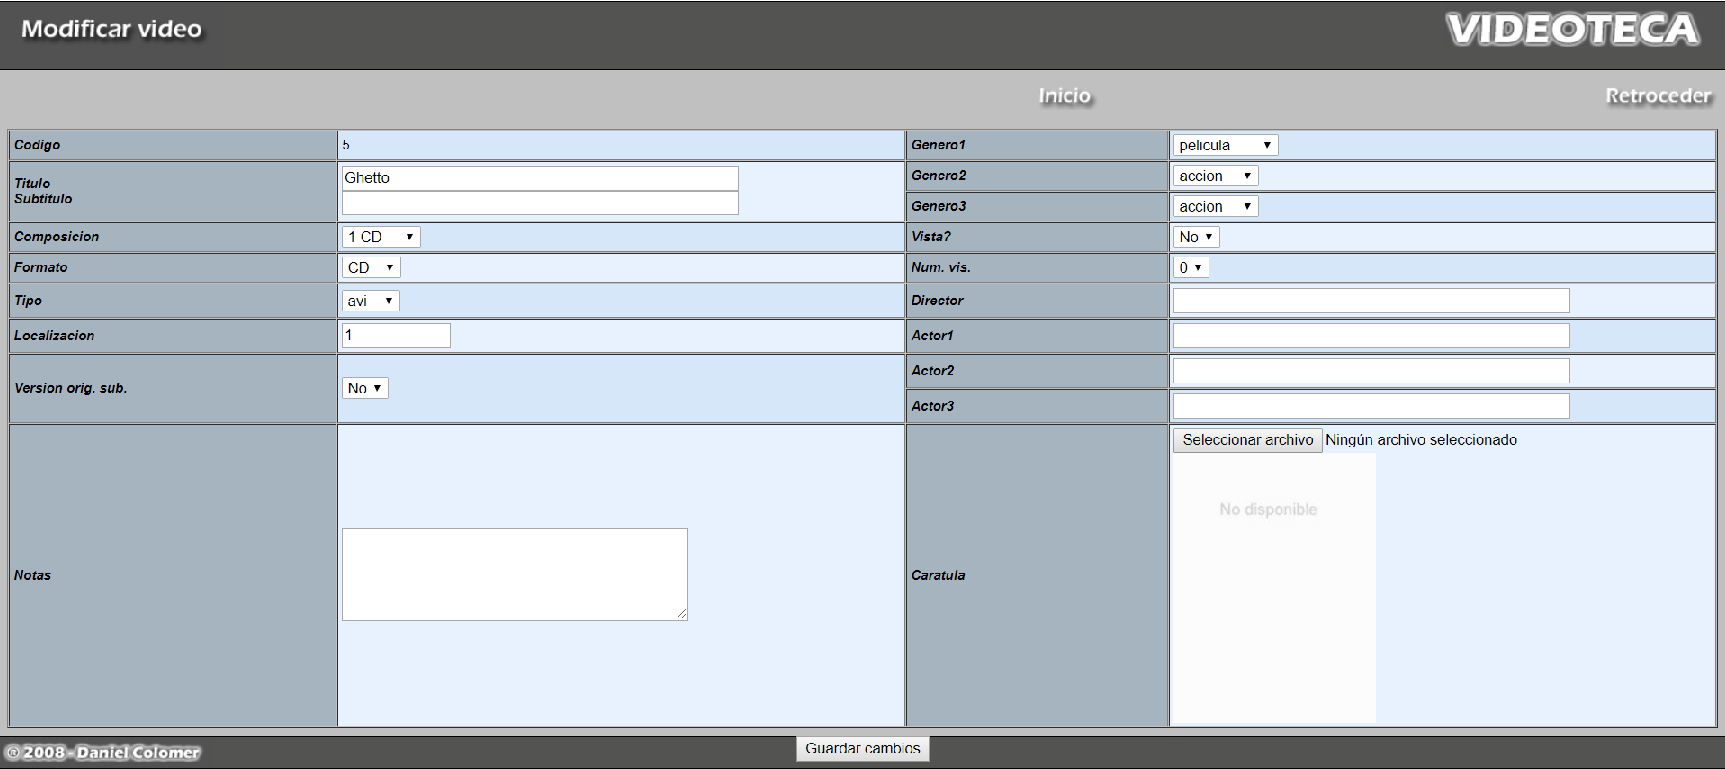 Modificar video
VIDEOTECA
Inicio
Retroceder
Codigo
5
Titulo
Subtitulo
Ghetto
Composicion
1 CD
Formato
CD
Tipo
avi
Localizacion
1
Version orig. sub.
No
Notas
Genero1
pelicula
Genero2
accion
Genero3
accion
Vista?
No
Num. vis.
0
Director
Actor1
Actor2
Actor3
Caratula
Seleccionar archivo Ningún archivo seleccionado
No disponible
© 2008 - Daniel Colomer
Guardar cambios